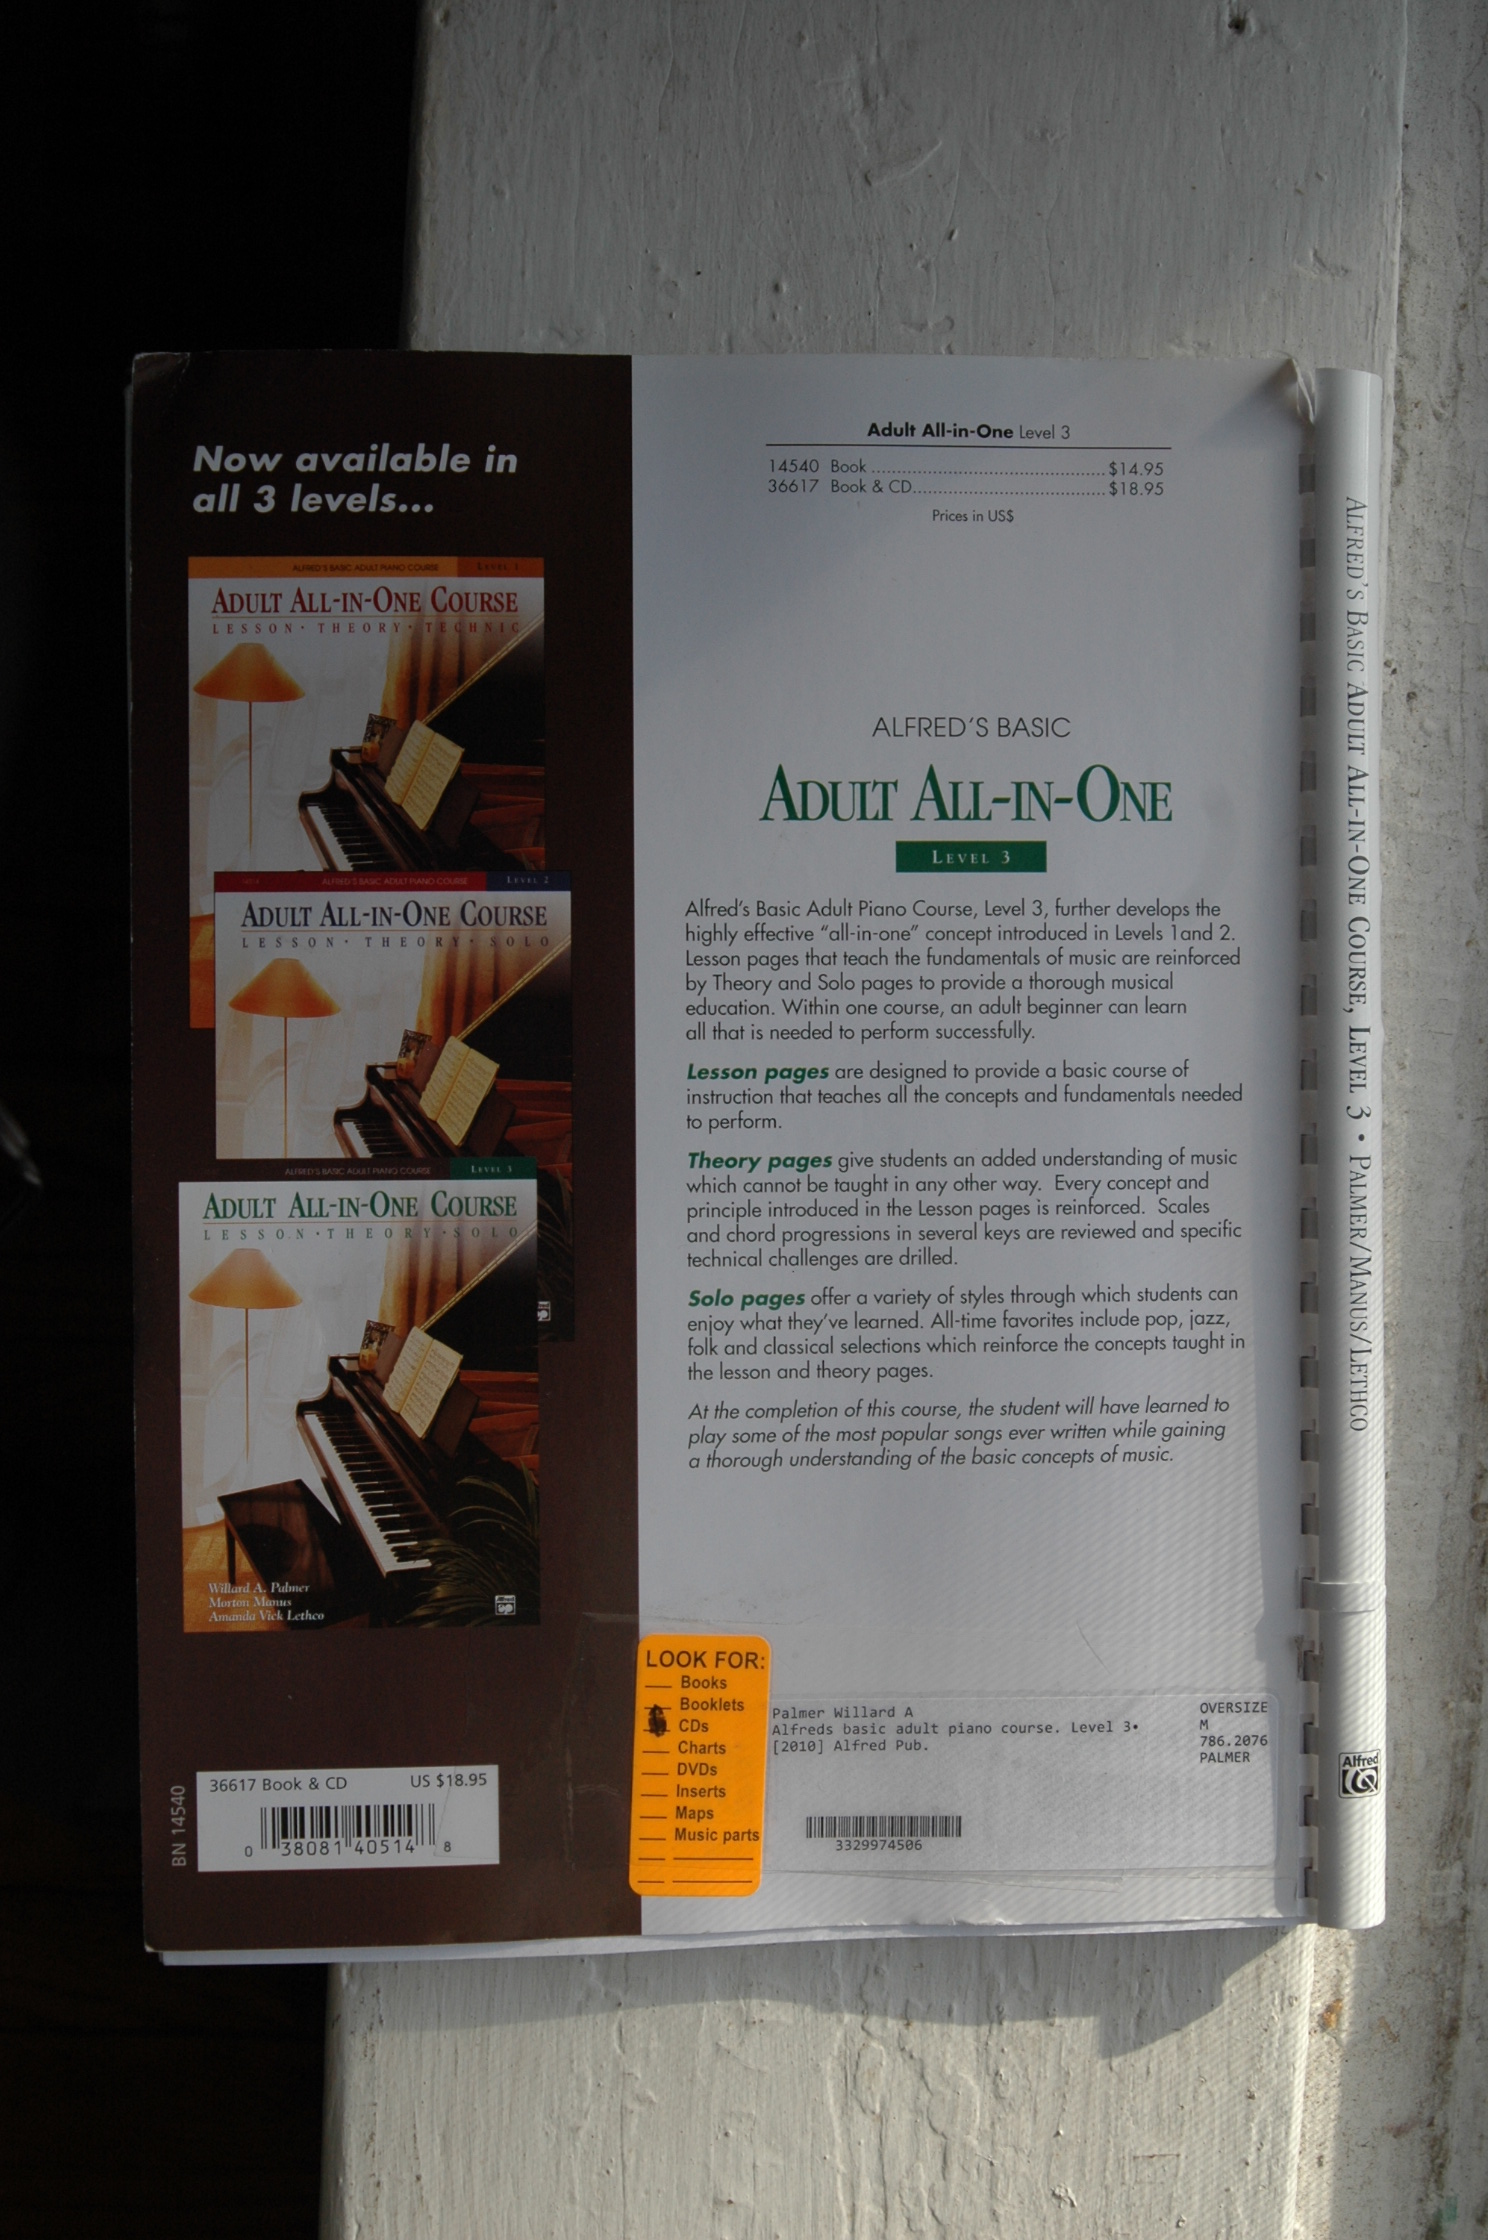 Now available in
all 3 levels...
ALFRED'S BASIC ADULT PIANO COURSE LEVEL 1
ADULT ALL-IN-ONE COURSE
LESSON • THEORY • TECHNIC
ALFRED'S BASIC ADULT PIANO COURSE LEVEL 2
ADULT ALL-IN-ONE COURSE
LESSON • THEORY • SOLO
ALFRED'S BASIC ADULT PIANO COURSE LEVEL 3
ADULT ALL-IN-ONE COURSE
LESSON • THEORY • SOLO
Willard A. Palmer
Morton Manus
Amanda Vick Lethco
BN 14540
36617 Book & CD US $18.95
0 38081 40514 8
Adult All-in-One Level 3
14540 Book ........................................ $14.95
36617 Book & CD................................. $18.95
Prices in US$
ALFRED'S BASIC
ADULT ALL-IN-ONE
LEVEL 3
Alfred's Basic Adult Piano Course, Level 3, further develops the
highly effective “all-in-one” concept introduced in Levels 1and 2.
Lesson pages that teach the fundamentals of music are reinforced
by Theory and Solo pages to provide a thorough musical
education. Within one course, an adult beginner can learn
all that is needed to perform successfully.
Lesson pages are designed to provide a basic course of
instruction that teaches all the concepts and fundamentals needed
to perform.
Theory pages give students an added understanding of music
which cannot be taught in any other way. Every concept and
principle introduced in the Lesson pages is reinforced. Scales
and chord progressions in several keys are reviewed and specific
technical challenges are drilled.
Solo pages offer a variety of styles through which students can
enjoy what they've learned. All-time favorites include pop, jazz,
folk and classical selections which reinforce the concepts taught in
the lesson and theory pages.
At the completion of this course, the student will have learned to
play some of the most popular songs ever written while gaining
a thorough understanding of the basic concepts of music.
LOOK FOR:
Books
Booklets
CDs
Charts
DVDs
Inserts
Maps
Music parts
Palmer Willard A
Alfreds basic adult piano course. Level 3.
[2010] Alfred Pub.
OVERSIZE
M
786.2076
PALMER
3329974506
ALFRED'S BASIC ADULT ALL-IN-ONE COURSE, LEVEL 3 • PALMER/MANUS/LETHCO
Alfred